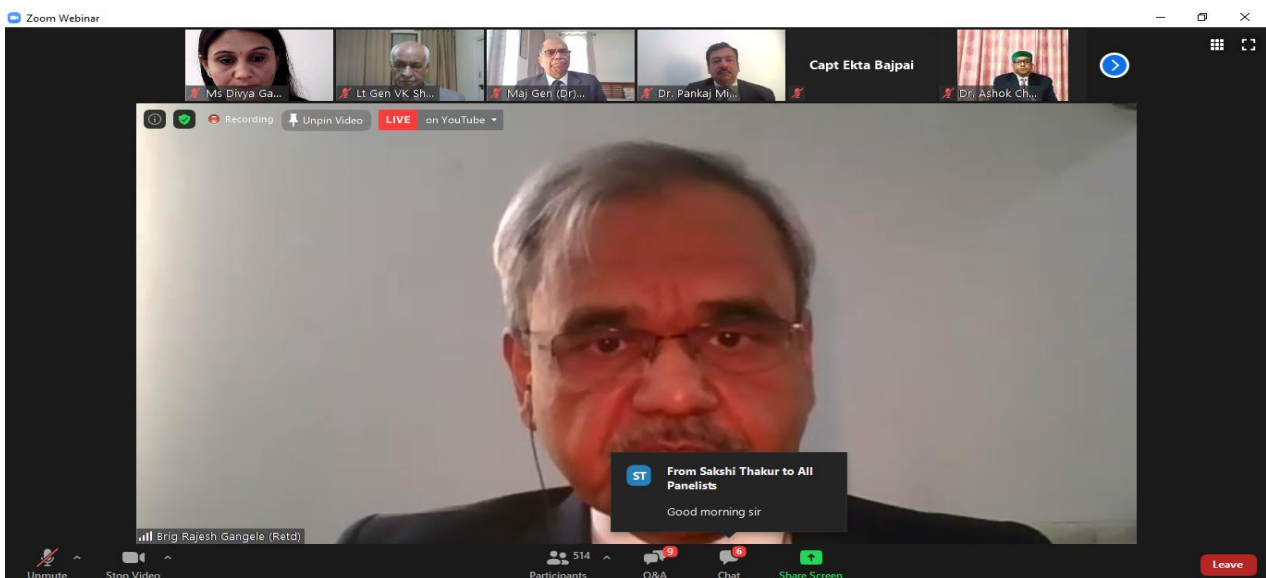 Zoom Webinar
Ms Divya Ga...
Lt Gen VK Sh...
Maj Gen (Dr)...
Dr. Pankaj Mi...
Capt Ekta Bajpai
Dr. Ashok Ch...
Recording
Unpin Video
LIVE on YouTube
From Sakshi Thakur to All
Panelists
ST
Good morning sir
Brig Rajesh Gangele (Retd)
Unmute
Stop Video
514
Participants
9
Q&A
6
Chat
Share Screen
Leave